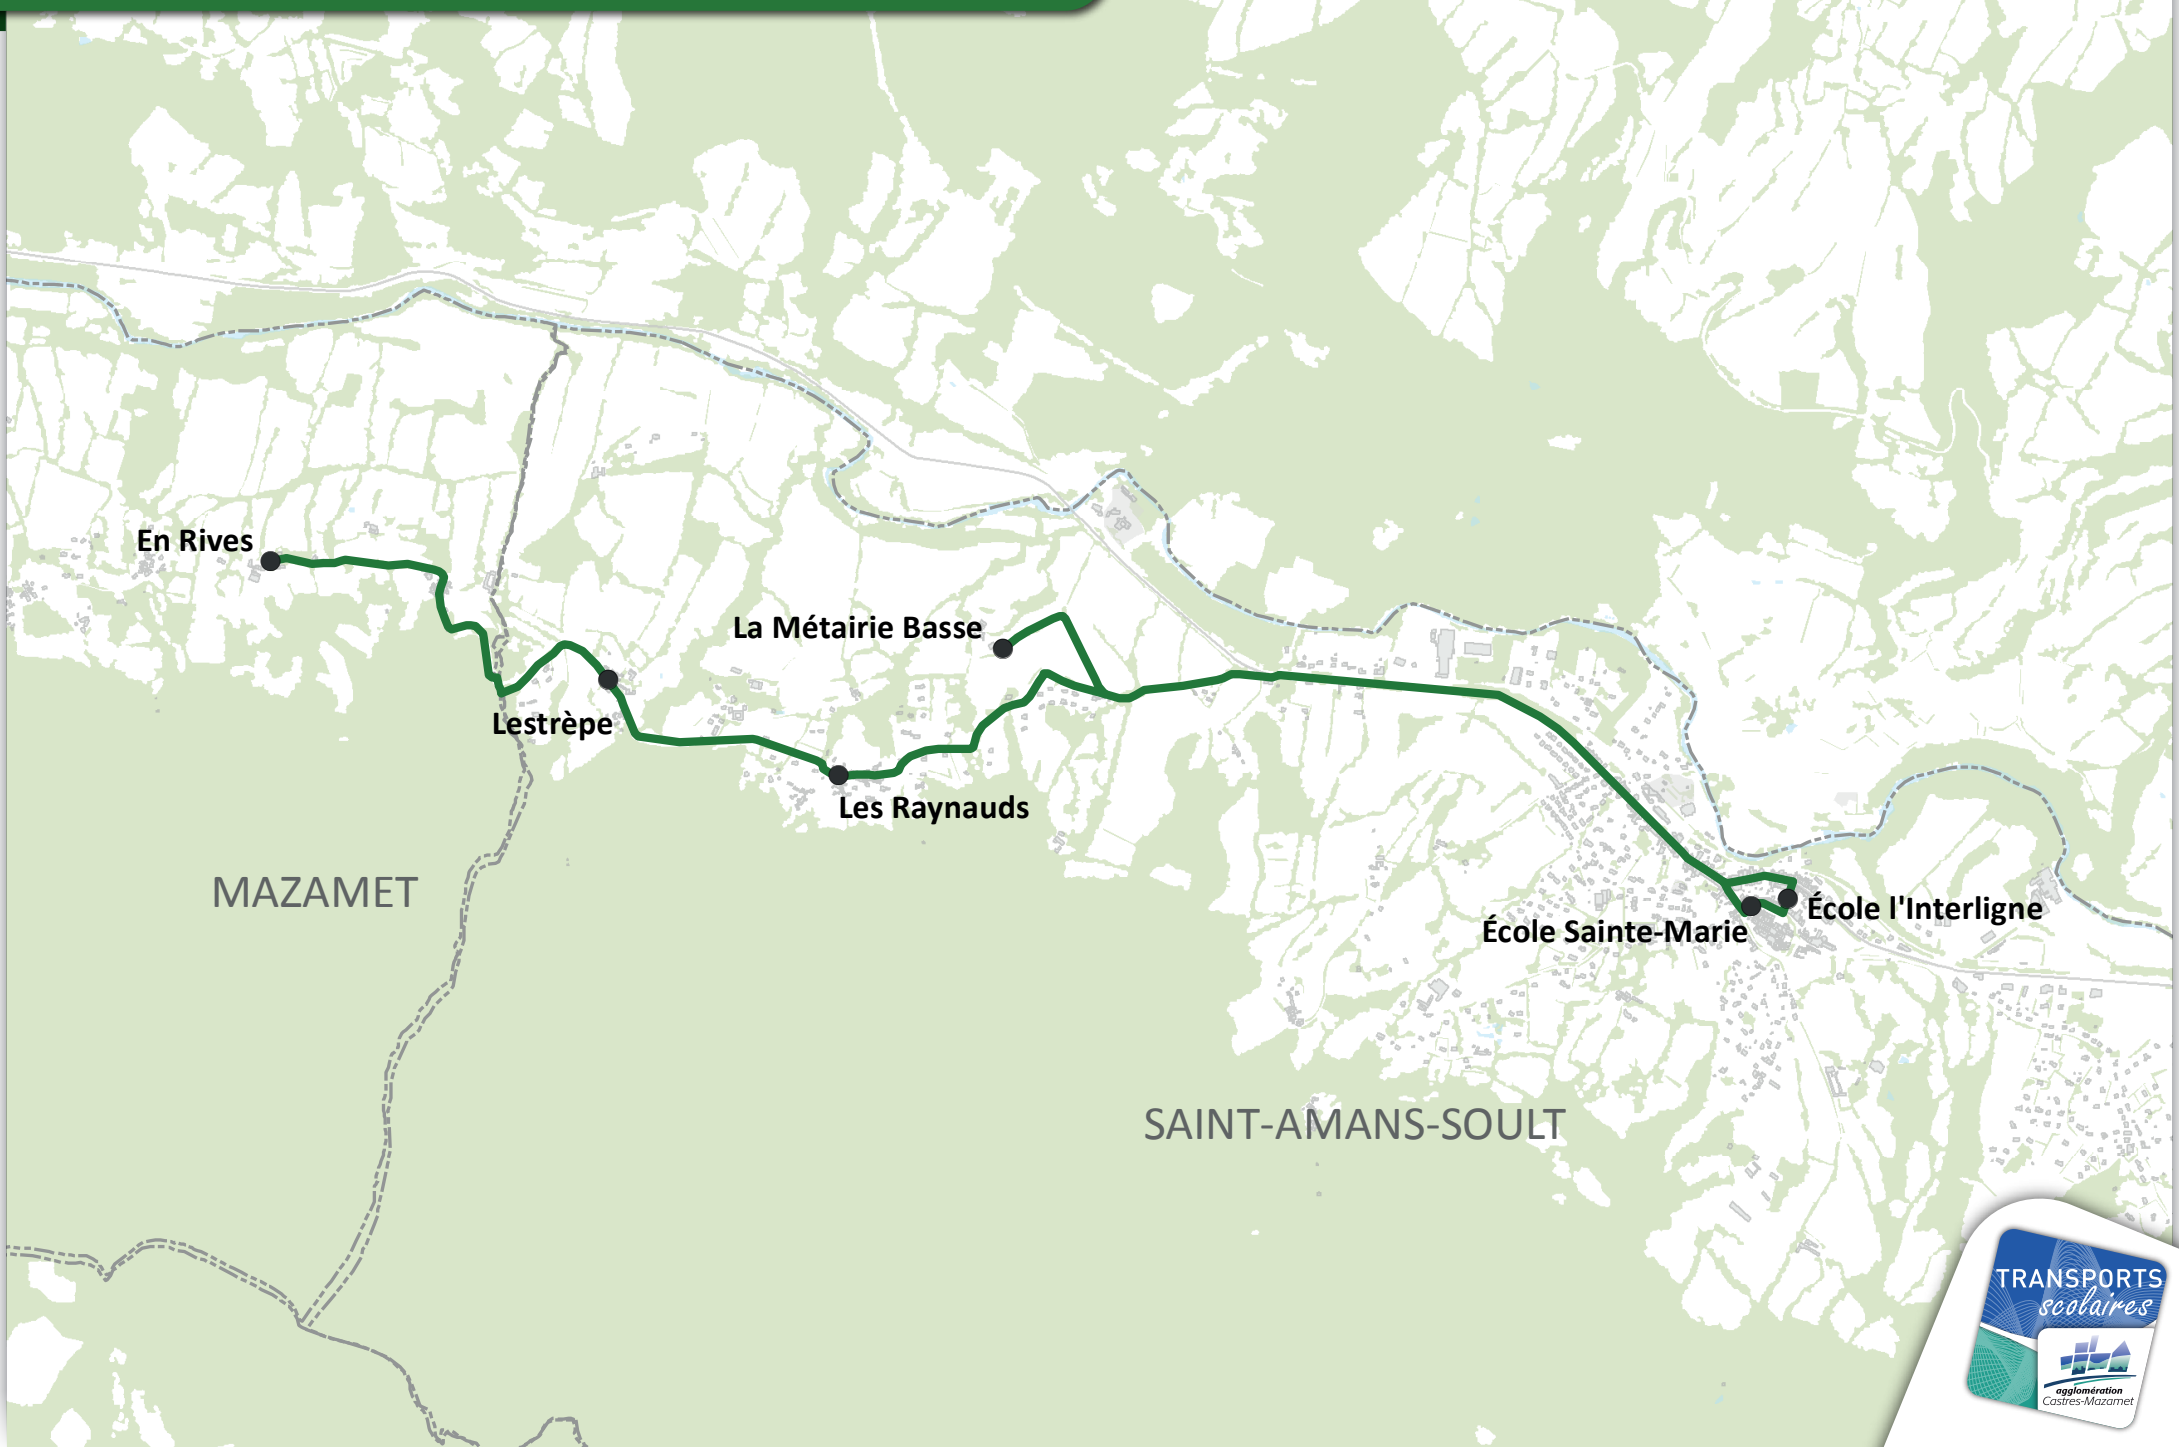 En Rives
La Métairie Basse
Lestrèpe
Les Raynauds
MAZAMET
École l'Interligne
École Sainte-Marie
SAINT-AMANS-SOULT
TRANSPORTS
scolaires
agglomération
Castres-Mazamet